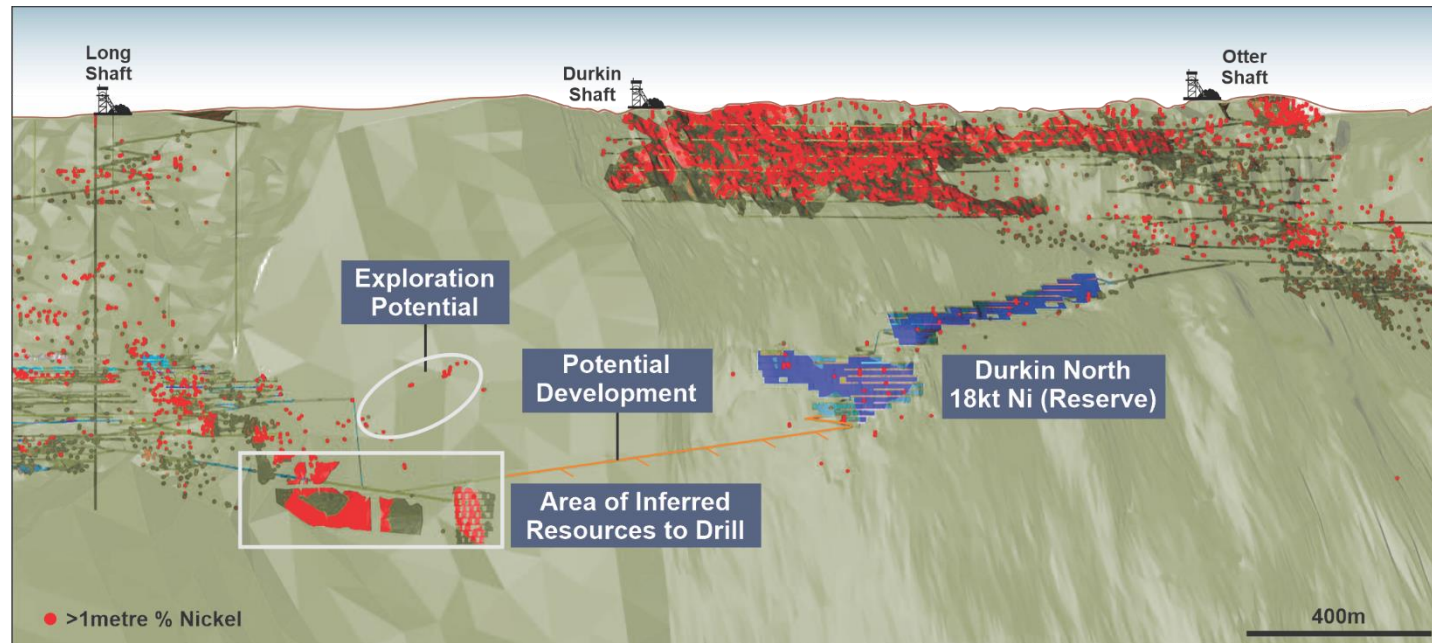 Long
Shaft
Durkin
Shaft
Otter
Shaft
Exploration
Potential
Potential
Development
Durkin North
18kt Ni (Reserve)
Area of Inferred
Resources to Drill
>1metre % Nickel
400m